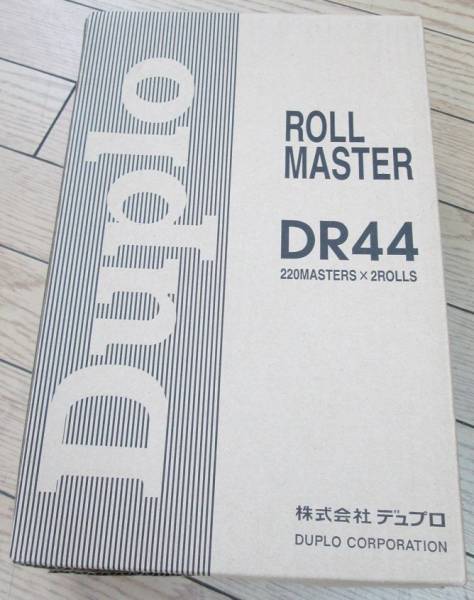 Duplo
ROLL
MASTER
DR44
220MASTERS×2ROLLS
株式会社 デュプロ
DUPLO CORPORATION